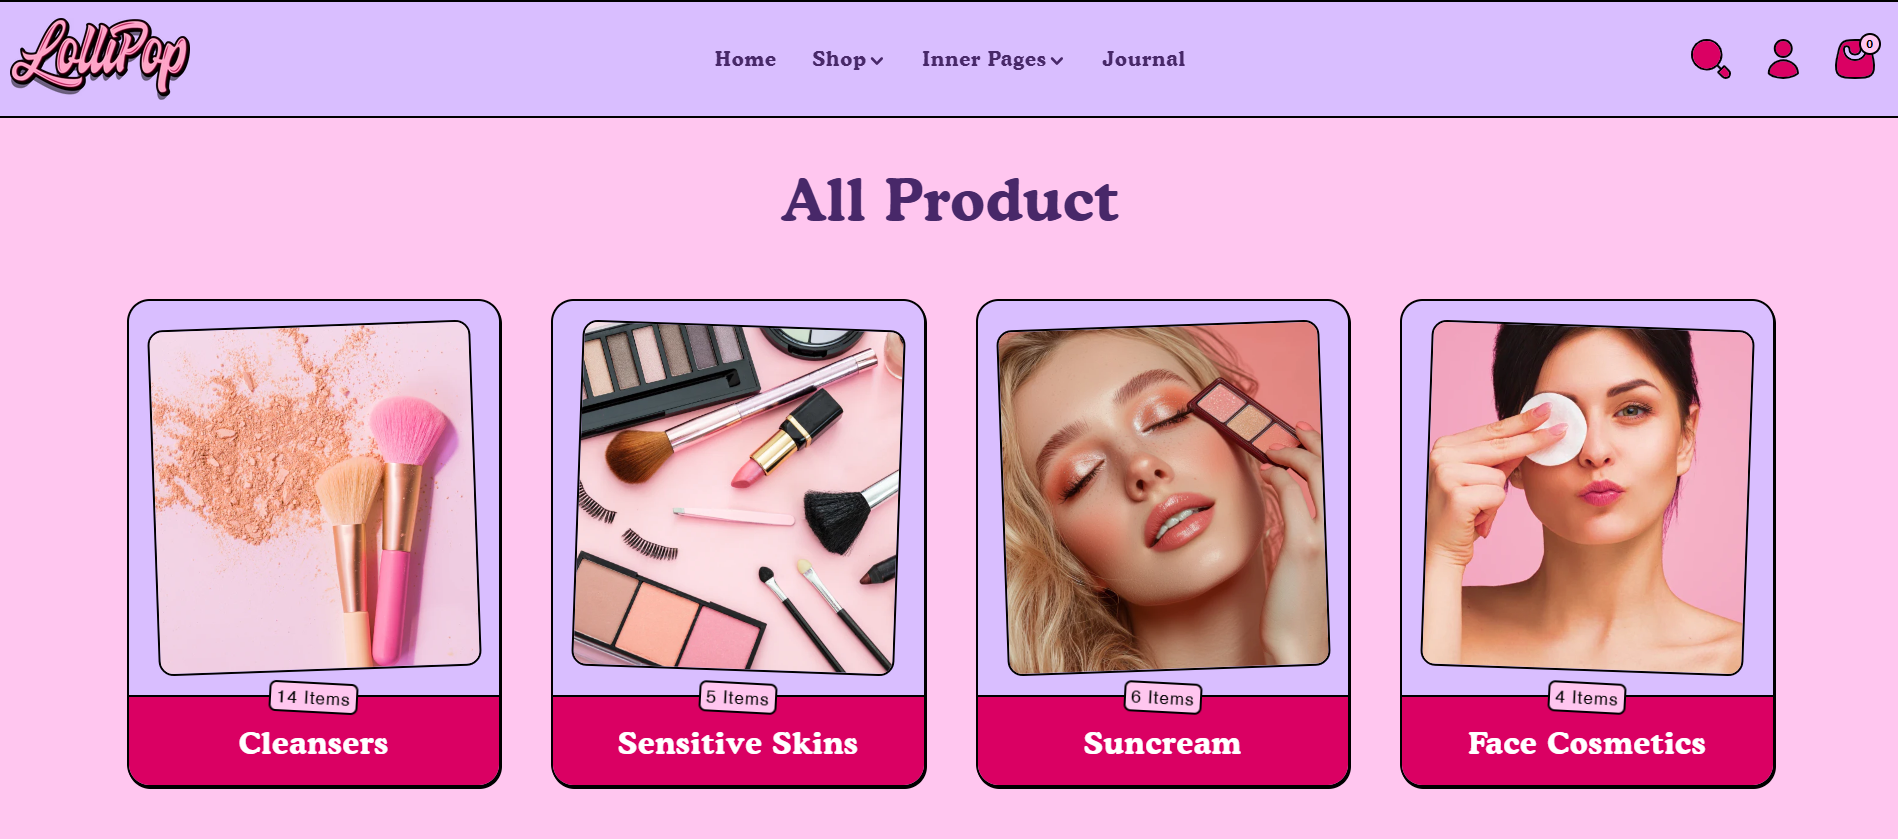 LolliPop
Home Shop Inner Pages Journal
0
All Product
14 Items
Cleansers
5 Items
Sensitive Skins
6 Items
Suncream
4 Items
Face Cosmetics